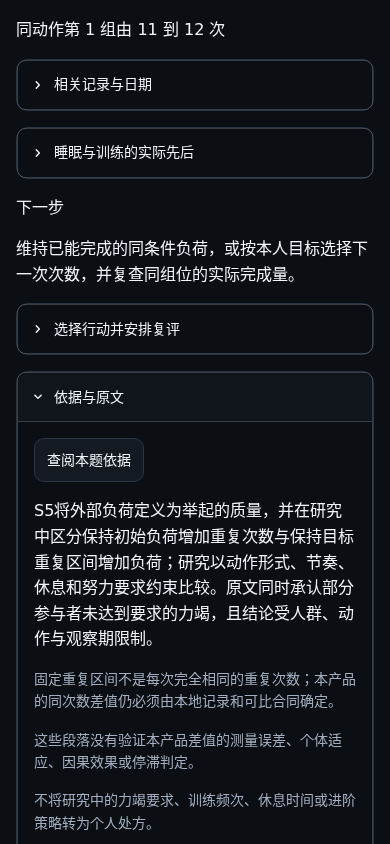 同动作第 1 组由 11 到 12 次
相关记录与日期
睡眠与训练的实际先后
下一步
维持已能完成的同条件负荷，或按本人目标选择下
一次次数，并复查同组位的实际完成量。
选择行动并安排复评
依据与原文
查阅本题依据
S5将外部负荷定义为举起的质量，并在研究
中区分保持初始负荷增加重复次数与保持目标
重复区间增加负荷；研究以动作形式、节奏、
休息和努力要求约束比较。原文同时承认部分
参与者未达到要求的力竭，且结论受人群、动
作与观察期限制。
固定重复区间不是每次完全相同的重复次数；本产品
的同次数差值仍必须由本地记录和可比合同确定。
这些段落没有验证本产品差值的测量误差、个体适
应、因果效果或停滞判定。
不将研究中的力竭要求、训练频次、休息时间或进阶
策略转为个人处方。